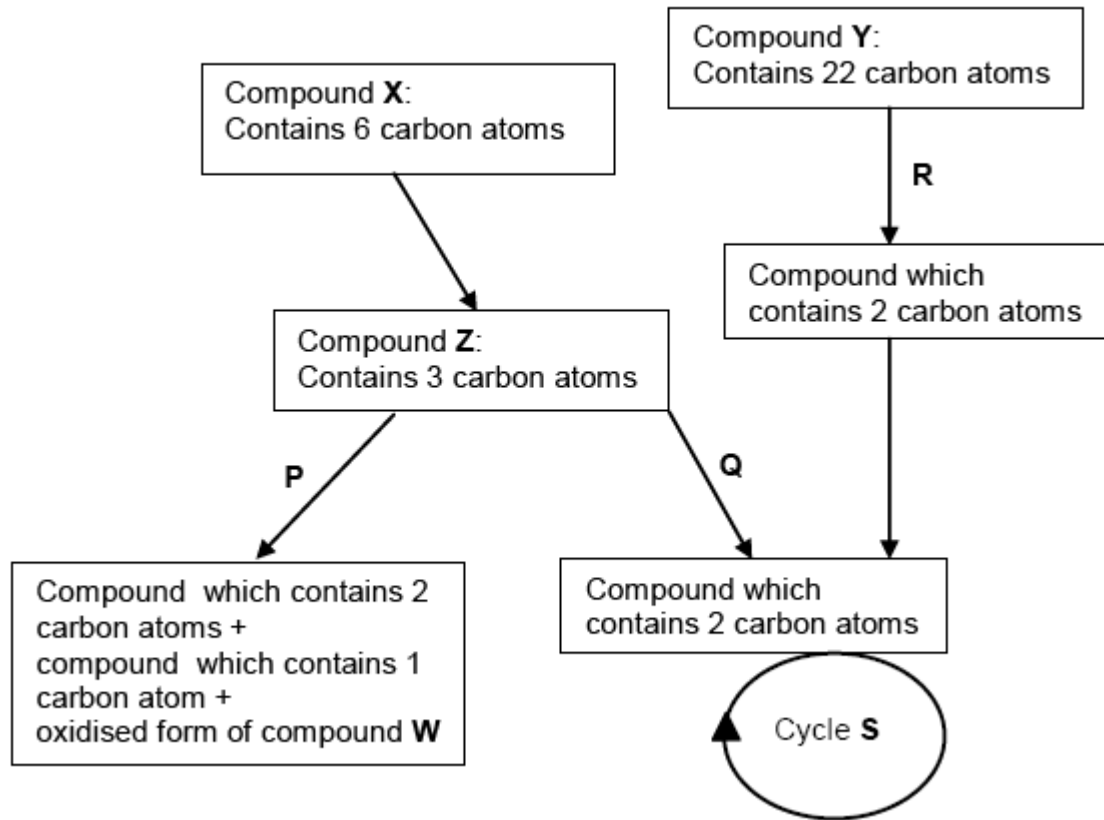 Compound Y:
Contains 22 carbon atoms
Compound X:
Contains 6 carbon atoms
R
Compound which
contains 2 carbon atoms
Compound Z:
Contains 3 carbon atoms
P
Q
Compound which contains 2
carbon atoms +
compound which contains 1
carbon atom +
oxidised form of compound W
Compound which
contains 2 carbon atoms
Cycle S